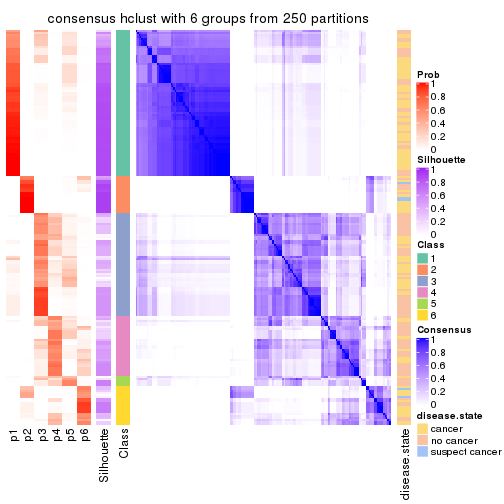 consensus hclust with 6 groups from 250 partitions
Prob
1
0.8
0.6
0.4
0.2
0
Silhouette
1
0.8
0.6
0.4
0.2
0
Class
1
2
3
4
5
6
Consensus
1
0.8
0.6
0.4
0.2
0
disease.state
cancer
no cancer
suspect cancer
p1
p2
p3
p4
p5
p6
Silhouette
Class
disease.state